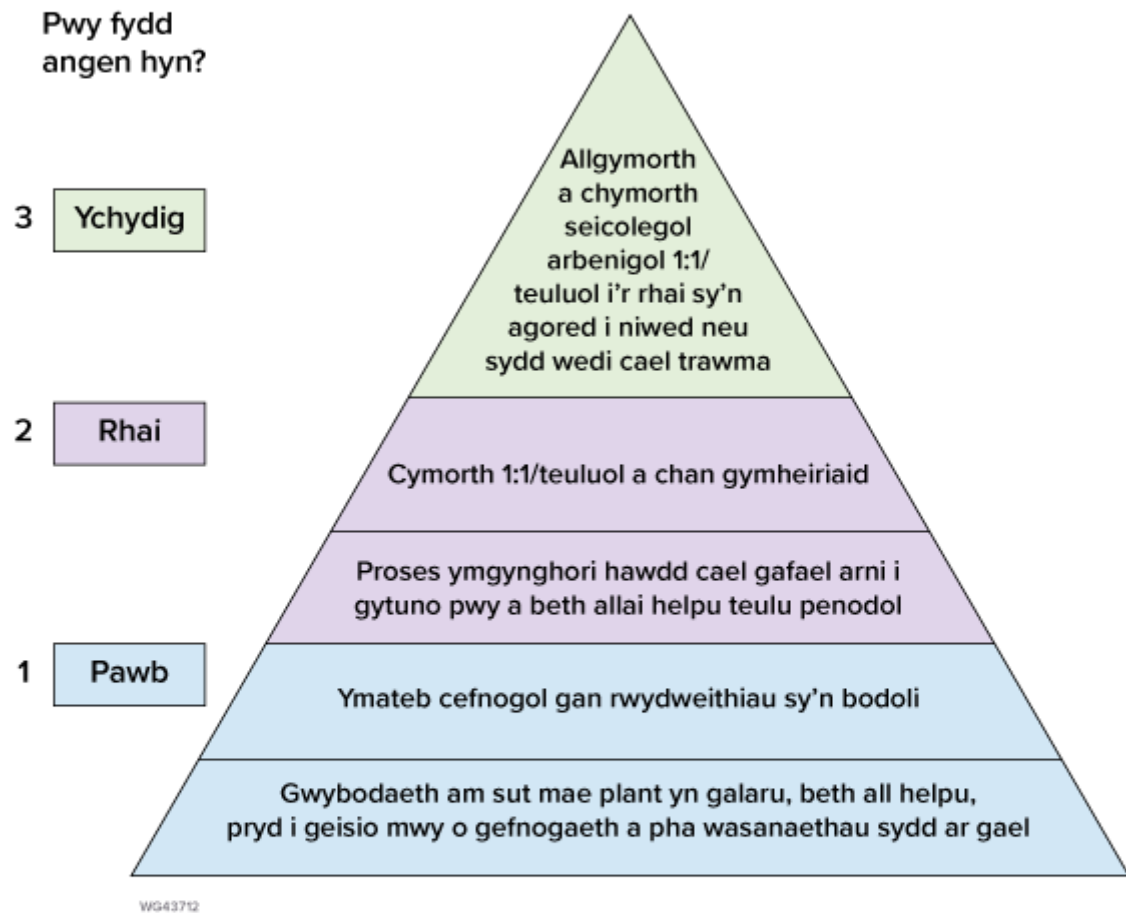 Pwy fydd
angen hyn?
3 Ychydig
Allgymorth
a chymorth
seicolegol
arbenigol 1:1/
teuluol i'r rhai sy'n
agored i niwed neu
sydd wedi cael trawma
2 Rhai
Cymorth 1:1/teuluol a chan gymheiriaid
Proses ymgynghori hawdd cael gafael arni i
gytuno pwy a beth allai helpu teulu penodol
1 Pawb
Ymateb cefnogol gan rwydweithiau sy'n bodoli
Gwybodaeth am sut mae plant yn galaru, beth all helpu,
pryd i geisio mwy o gefnogaeth a pha wasanaethau sydd ar gael
WG43712